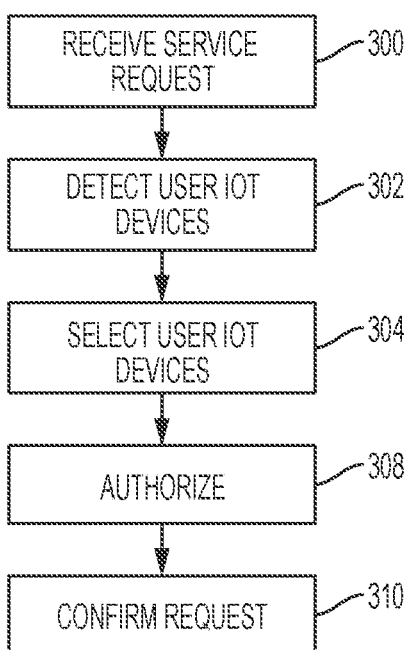 RECEIVE SERVICE
REQUEST
300
DETECT USER IOT
DEVICES
302
SELECT USER IOT
DEVICES
304
AUTHORIZE
308
CONFIRM REQUEST
310